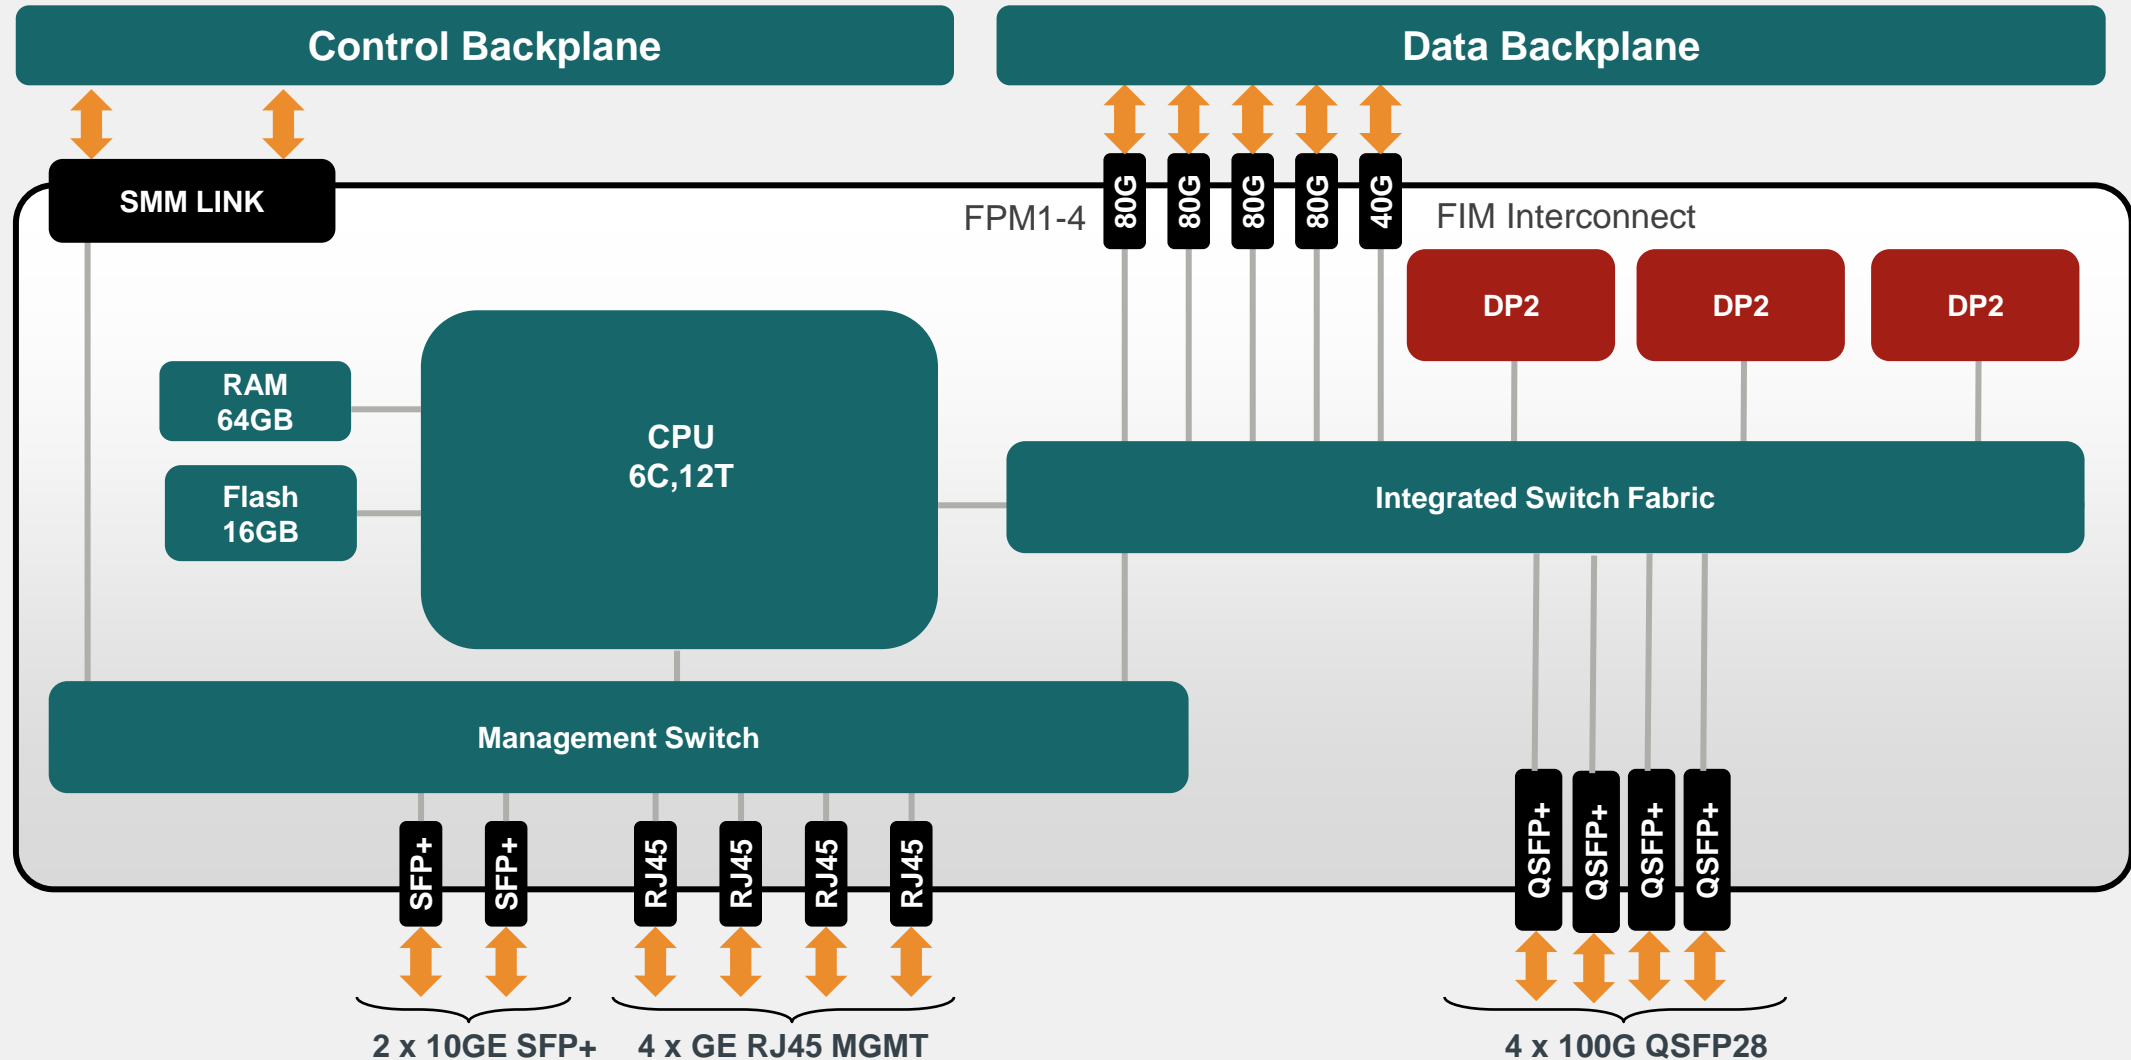 Control Backplane
Data Backplane
SMM LINK
FPM1-4
80G
80G
80G
80G
40G
FIM Interconnect
DP2
DP2
DP2
RAM
64GB
CPU
6C,12T
Flash
16GB
Integrated Switch Fabric
Management Switch
SFP+
SFP+
RJ45
RJ45
RJ45
RJ45
QSFP+
QSFP+
QSFP+
QSFP+
2 x 10GE SFP+
4 x GE RJ45 MGMT
4 x 100G QSFP28